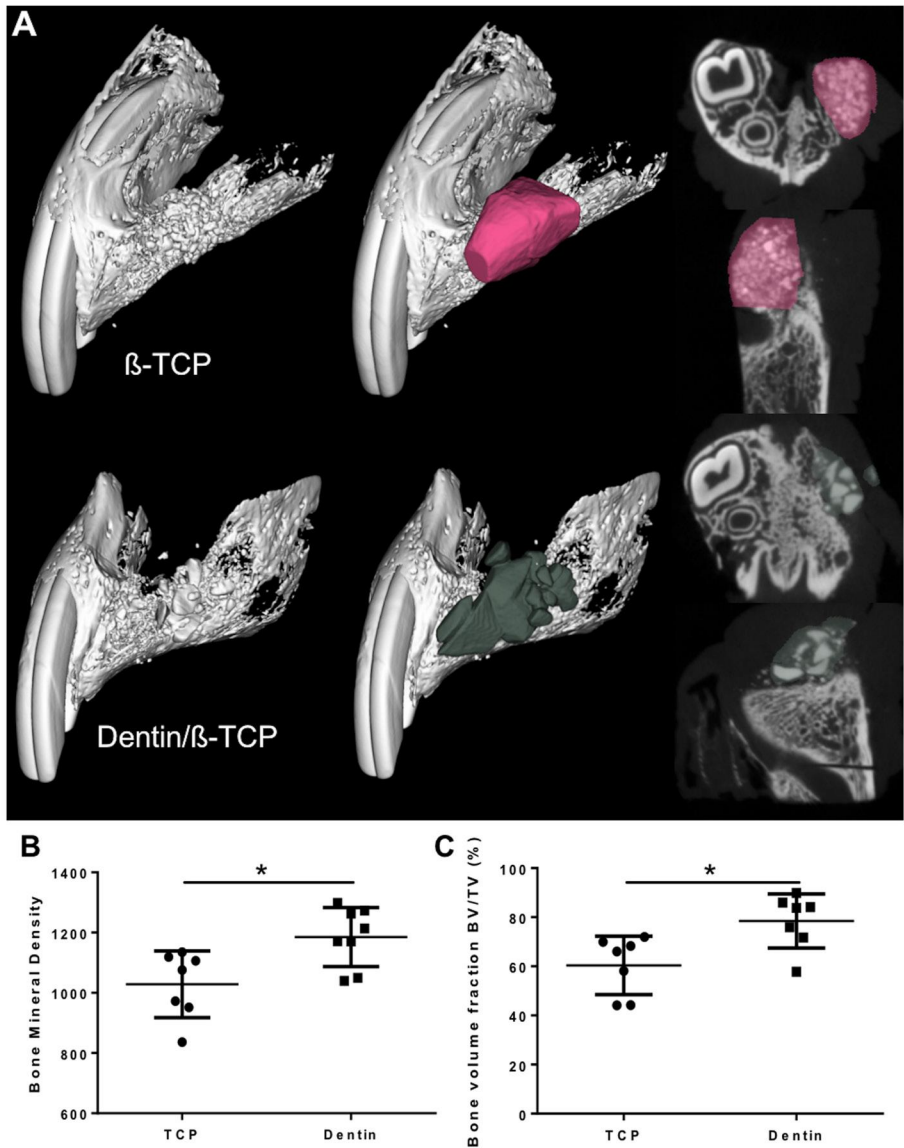 A
ß-TCP
Dentin/ß-TCP
B
Bone Mineral Density
1400
1200
1000
800
600
*
TCP
Dentin
C
Bone volume fraction BV/TV (%)
100
80
60
40
20
0
*
TCP
Dentin